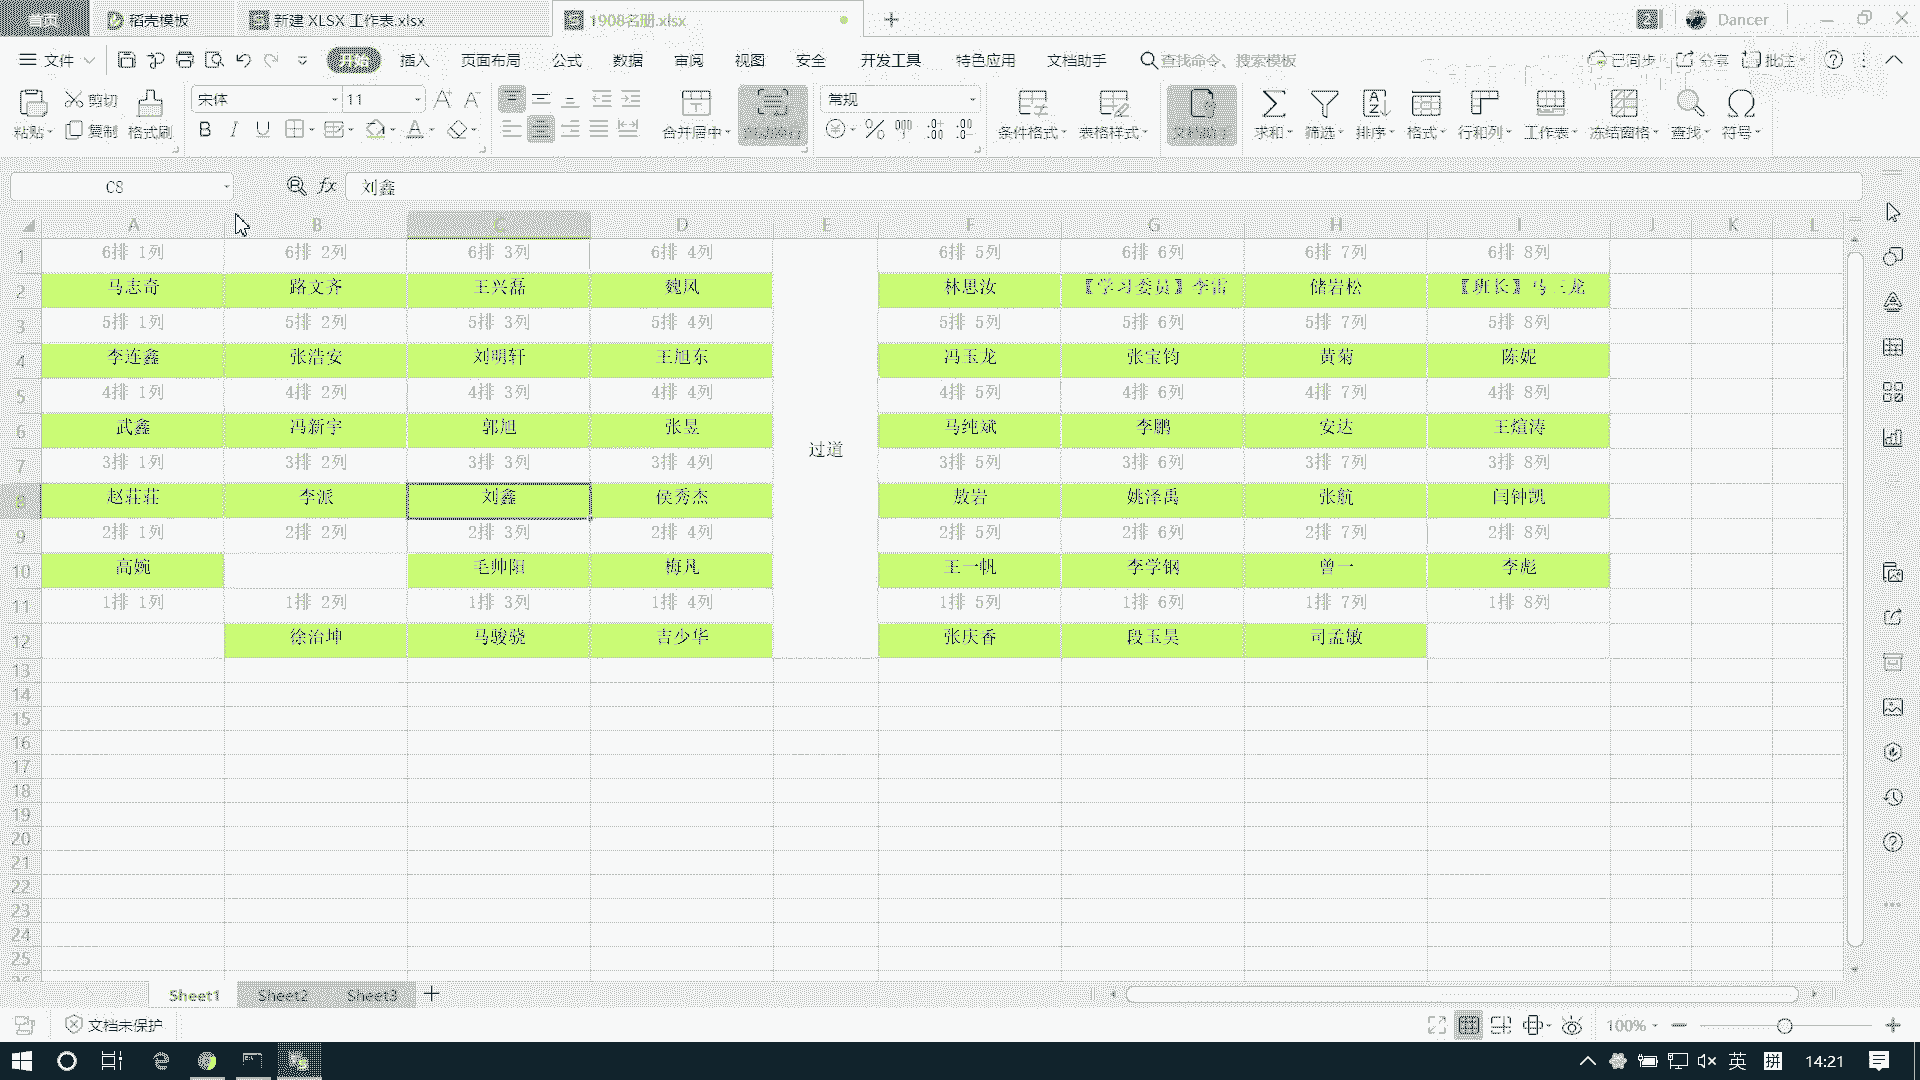 首页 稻壳模板 新建 XLSX 工作表.xlsx 1908名册.xlsx Dancer
文件 开始 插入 页面布局 公式 数据 审阅 视图 安全 开发工具 特色应用 文档助手 查找命令、搜索模板 已同步 分享 批注
剪切 宋体 11 常规
粘贴 复制 格式刷 合并居中 自动换行 条件格式 表格样式 文档助手 求和 筛选 排序 格式 行和列 工作表 冻结窗格 查找 符号
C8 fx 刘鑫
A B C D E F G H I J K L
1 6排 1列 6排 2列 6排 3列 6排 4列 6排 5列 6排 6列 6排 7列 6排 8列
2 马志奇 路文齐 王兴磊 魏风 林思汝 【学习委员】李雷 储岩松 【班长】马 龙
3 5排 1列 5排 2列 5排 3列 5排 4列 5排 5列 5排 6列 5排 7列 5排 8列
4 李连鑫 张浩安 刘明轩 王旭东 冯玉龙 张宝钧 黄菊 陈妮
5 4排 1列 4排 2列 4排 3列 4排 4列 4排 5列 4排 6列 4排 7列 4排 8列
6 武鑫 冯新宇 郭旭 张昱 马纯斌 李鹏 安达 王煊涛
过道
7 3排 1列 3排 2列 3排 3列 3排 4列 3排 5列 3排 6列 3排 7列 3排 8列
8 赵茌茌 李派 刘鑫 侯秀杰 敖岩 姚泽禹 张航 闫钟凯
9 2排 1列 2排 2列 2排 3列 2排 4列 2排 5列 2排 6列 2排 7列 2排 8列
10 高婉 毛帅陌 梅凡 王一帆 李学钢 曾一 李彪
11 1排 1列 1排 2列 1排 3列 1排 4列 1排 5列 1排 6列 1排 7列 1排 8列
12 徐治坤 马骏骁 吉少华 张庆香 段玉昊 司孟敏
13
14
15
16
17
18
19
20
21
22
23
24
25
Sheet1 Sheet2 Sheet3
文档未保护 100%
英 拼 14:21